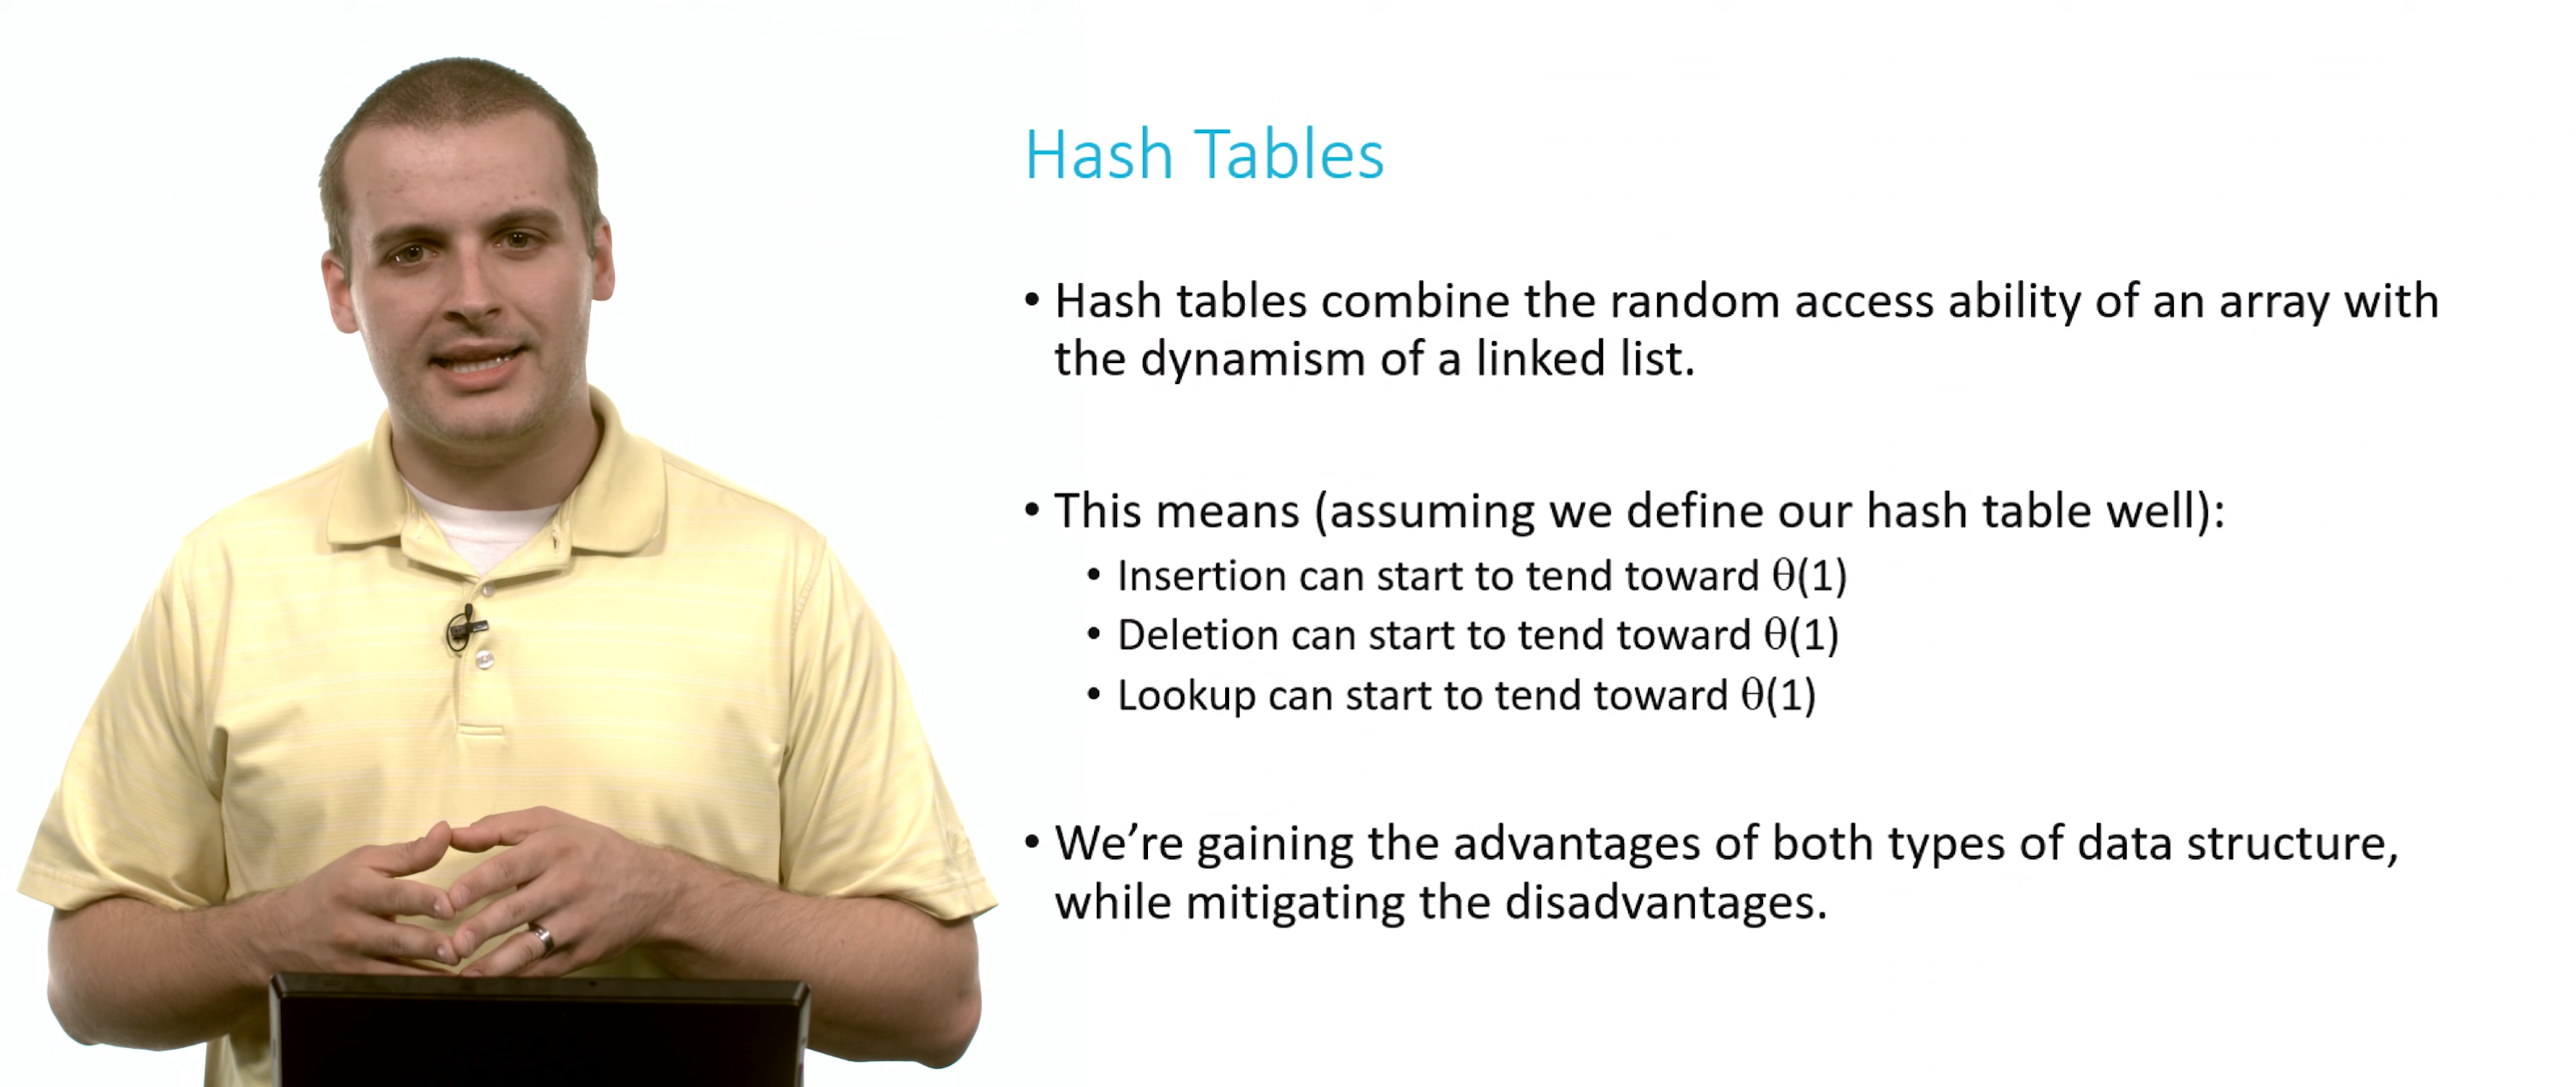 Hash Tables
• Hash tables combine the random access ability of an array with
the dynamism of a linked list.
• This means (assuming we define our hash table well):
• Insertion can start to tend toward θ(1)
• Deletion can start to tend toward θ(1)
• Lookup can start to tend toward θ(1)
• We’re gaining the advantages of both types of data structure,
while mitigating the disadvantages.